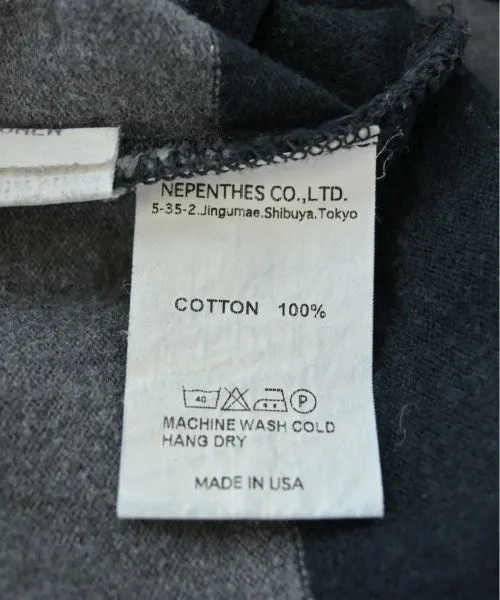 NEPENTHES CO.,LTD.
5-35-2.Jingumae.Shibuya.Tokyo
COTTON 100%
40 P
MACHINE WASH COLD
HANG DRY
MADE IN USA